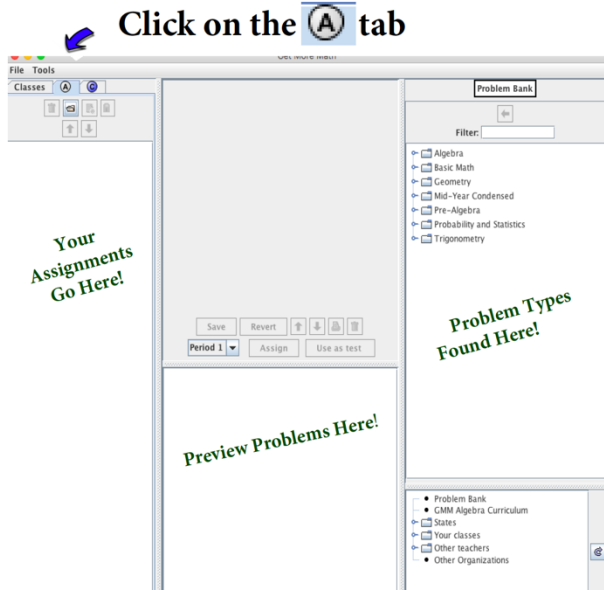 Click on the A tab
Get More Math
File Tools
Classes A C
Problem Bank
Filter:
Algebra
Basic Math
Geometry
Mid-Year Condensed
Pre-Algebra
Probability and Statistics
Trigonometry
Your
Assignments
Go Here!
Problem Types
Found Here!
Save Revert
Period 1 Assign Use as test
Preview Problems Here!
Problem Bank
GMM Algebra Curriculum
States
Your classes
Other teachers
Other Organizations